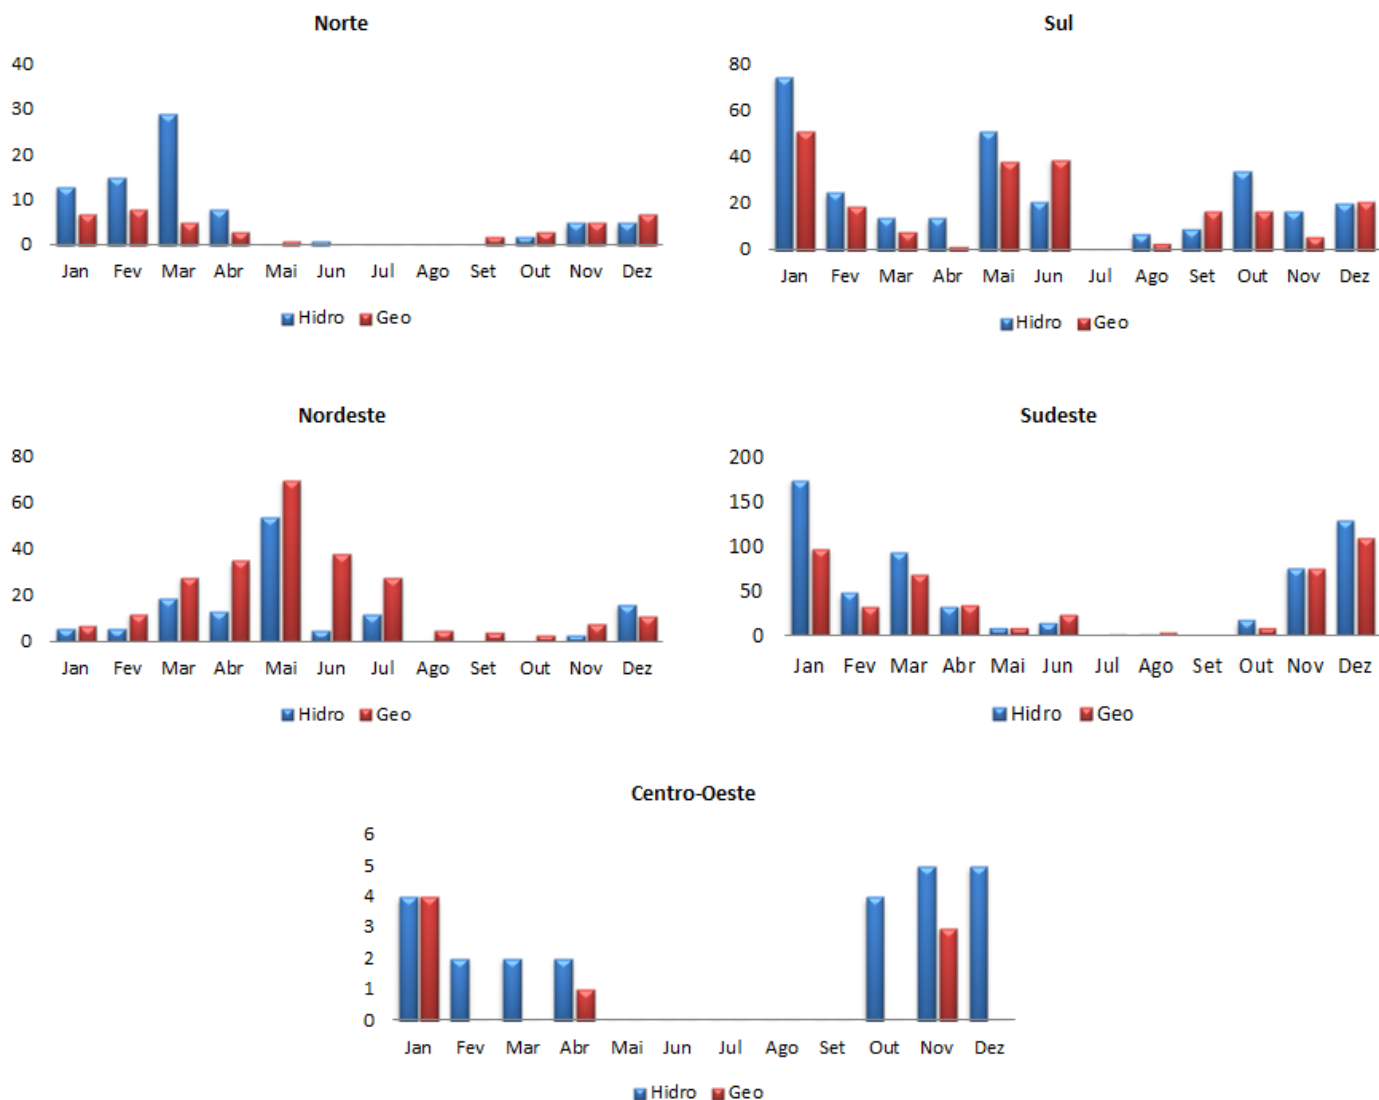 Norte
40
30
20
10
0
Jan Fev Mar Abr Mai Jun Jul Ago Set Out Nov Dez
Hidro Geo
Sul
80
60
40
20
0
Jan Fev Mar Abr Mai Jun Jul Ago Set Out Nov Dez
Hidro Geo
Nordeste
80
60
40
20
0
Jan Fev Mar Abr Mai Jun Jul Ago Set Out Nov Dez
Hidro Geo
Sudeste
200
150
100
50
0
Jan Fev Mar Abr Mai Jun Jul Ago Set Out Nov Dez
Hidro Geo
Centro-Oeste
6
5
4
3
2
1
0
Jan Fev Mar Abr Mai Jun Jul Ago Set Out Nov Dez
Hidro Geo